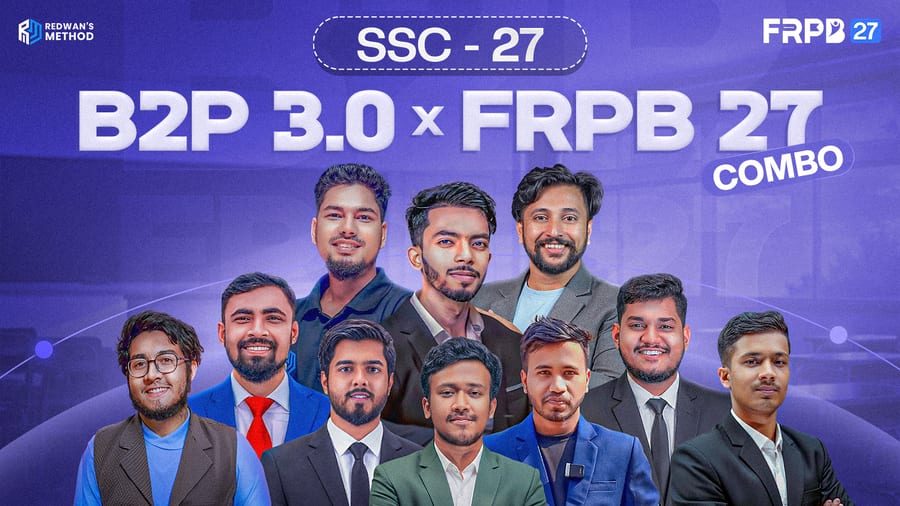 REDWAN'S
METHOD
SSC - 27
FRPB 27
B2P 3.0 x FRPB 27
COMBO